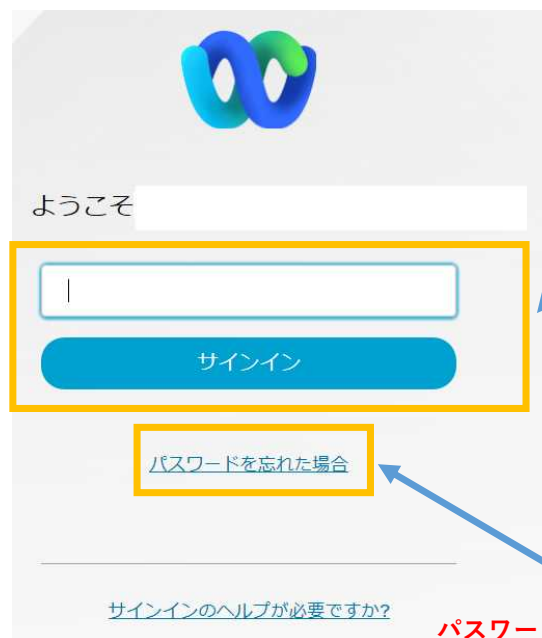 ようこそ
サインイン
パスワードを忘れた場合
サインインのヘルプが必要ですか?
パスワー